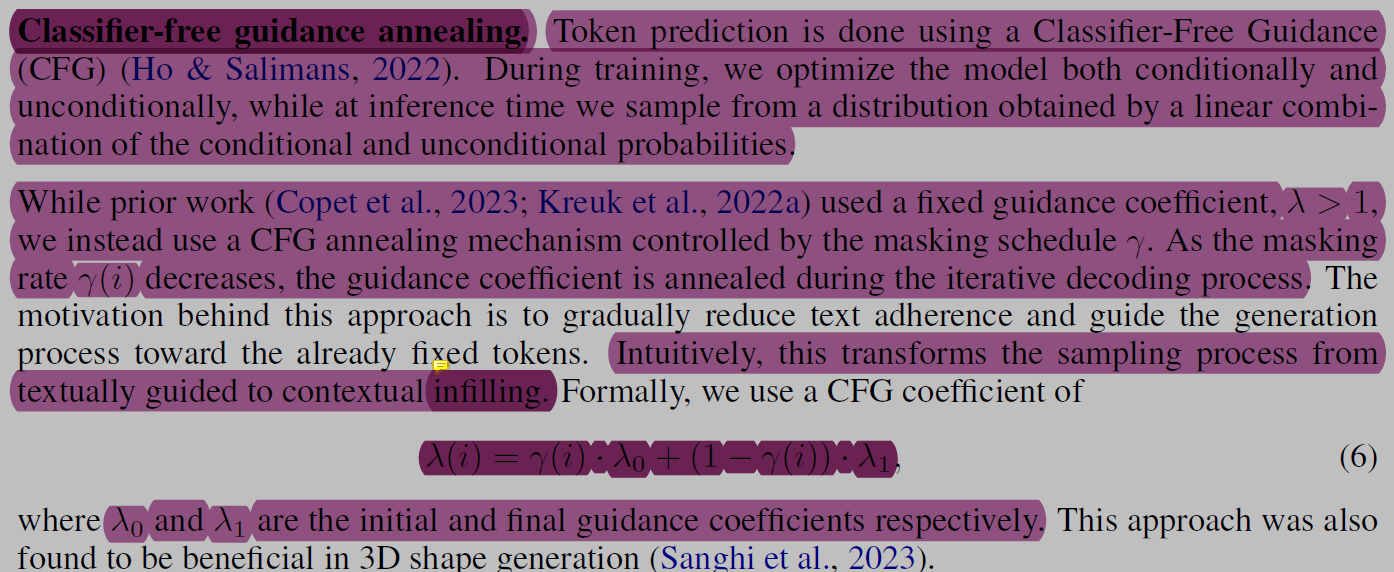 Classifier-free guidance annealing. Token prediction is done using a Classifier-Free Guidance
(CFG) (Ho & Salimans, 2022). During training, we optimize the model both conditionally and
unconditionally, while at inference time we sample from a distribution obtained by a linear combi-
nation of the conditional and unconditional probabilities.
While prior work (Copet et al., 2023; Kreuk et al., 2022a) used a fixed guidance coefficient, λ > 1,
we instead use a CFG annealing mechanism controlled by the masking schedule γ. As the masking
rate γ(i) decreases, the guidance coefficient is annealed during the iterative decoding process. The
motivation behind this approach is to gradually reduce text adherence and guide the generation
process toward the already fixed tokens. Intuitively, this transforms the sampling process from
textually guided to contextual infilling. Formally, we use a CFG coefficient of
λ(i) = γ(i) · λ₀ + (1 − γ(i)) · λ₁, (6)
where λ₀ and λ₁ are the initial and final guidance coefficients respectively. This approach was also
found to be beneficial in 3D shape generation (Sanghi et al., 2023).